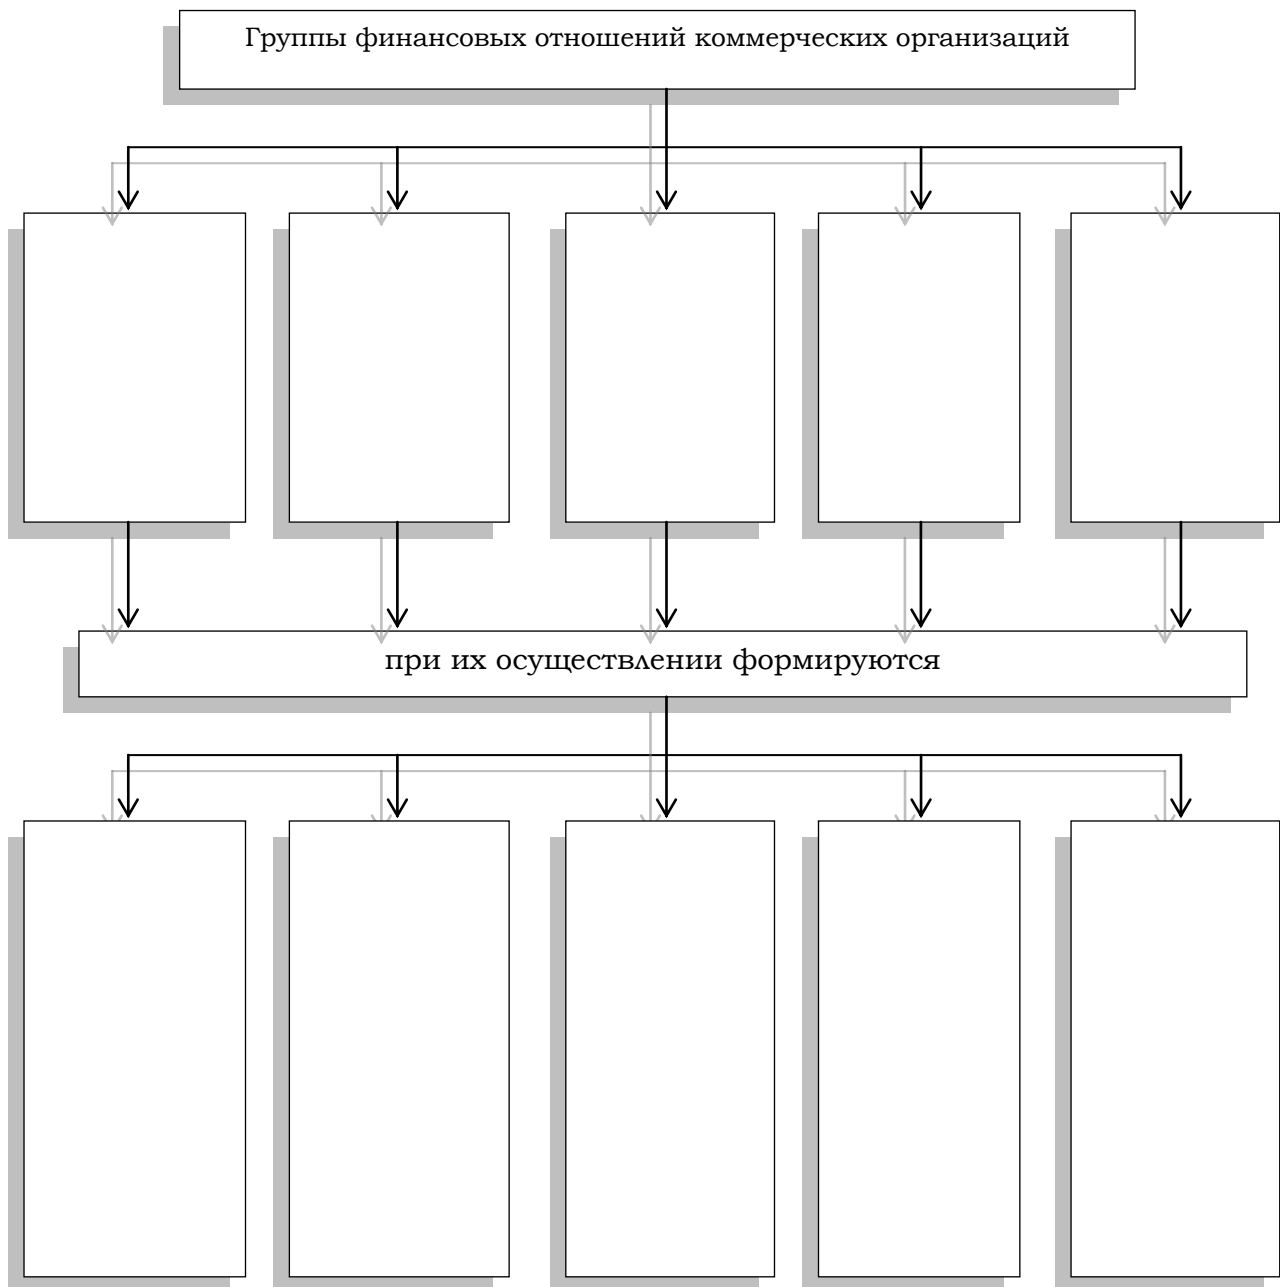 Группы финансовых отношений коммерческих организаций
при их осуществлении формируются